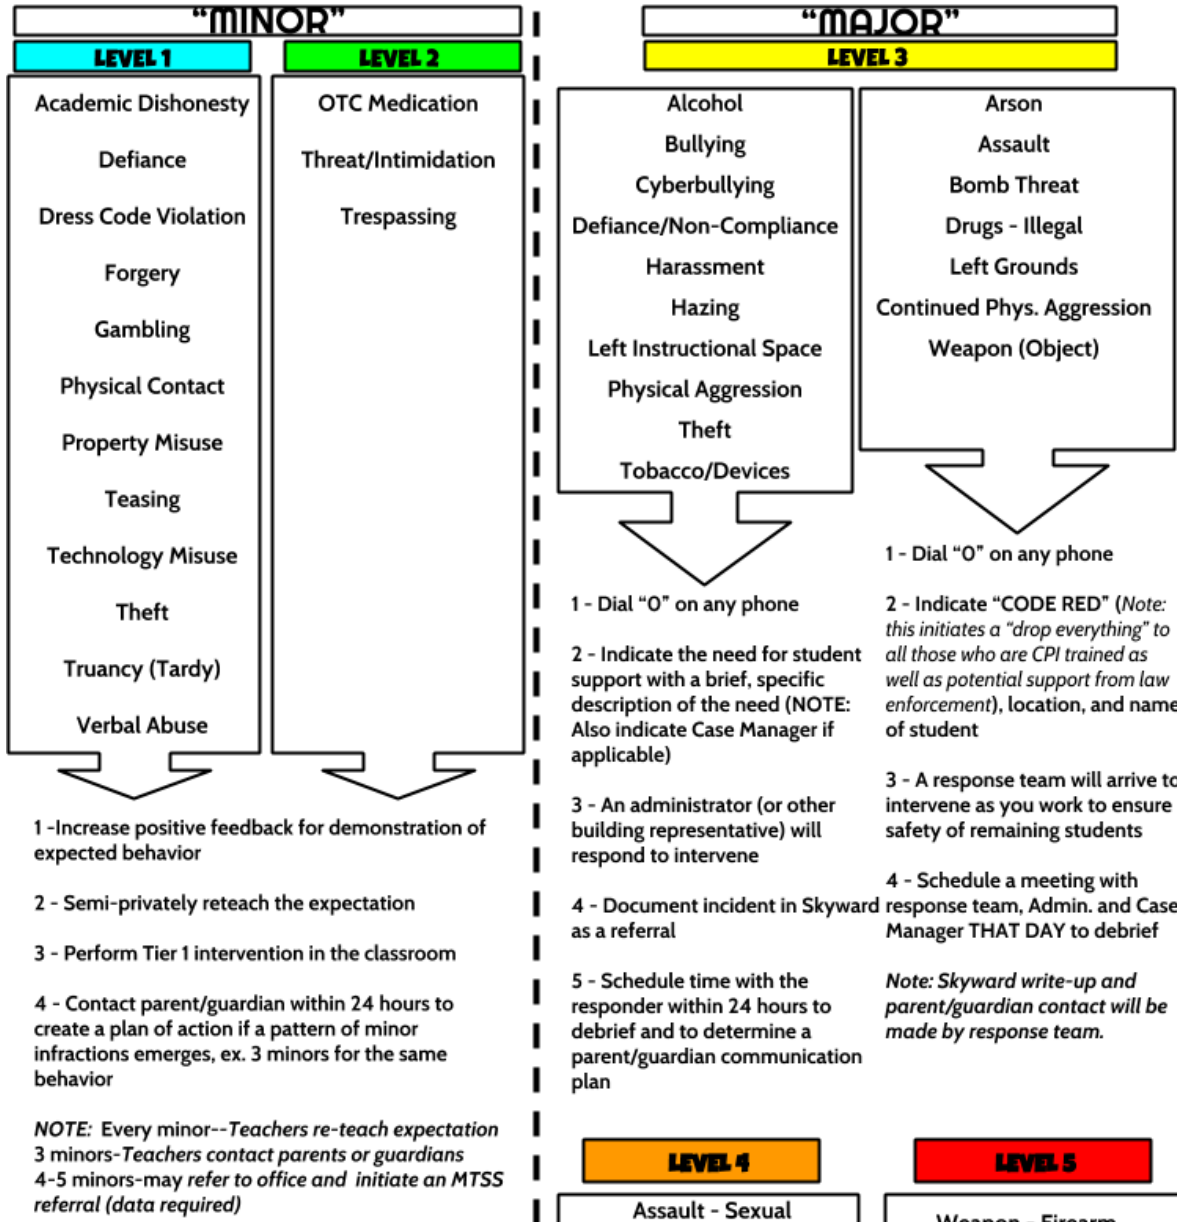 “MINOR”
LEVEL 1
Academic Dishonesty
Defiance
Dress Code Violation
Forgery
Gambling
Physical Contact
Property Misuse
Teasing
Technology Misuse
Theft
Truancy (Tardy)
Verbal Abuse
LEVEL 2
OTC Medication
Threat/Intimidation
Trespassing
1 -Increase positive feedback for demonstration of
expected behavior
2 - Semi-privately reteach the expectation
3 - Perform Tier 1 intervention in the classroom
4 - Contact parent/guardian within 24 hours to
create a plan of action if a pattern of minor
infractions emerges, ex. 3 minors for the same
behavior
NOTE: Every minor--Teachers re-teach expectation
3 minors-Teachers contact parents or guardians
4-5 minors-may refer to office and initiate an MTSS
referral (data required)
“MAJOR”
LEVEL 3
Alcohol
Bullying
Cyberbullying
Defiance/Non-Compliance
Harassment
Hazing
Left Instructional Space
Physical Aggression
Theft
Tobacco/Devices
1 - Dial “0” on any phone
2 - Indicate the need for student
support with a brief, specific
description of the need (NOTE:
Also indicate Case Manager if
applicable)
3 - An administrator (or other
building representative) will
respond to intervene
4 - Document incident in Skyward
as a referral
5 - Schedule time with the
responder within 24 hours to
debrief and to determine a
parent/guardian communication
plan
Arson
Assault
Bomb Threat
Drugs - Illegal
Left Grounds
Continued Phys. Aggression
Weapon (Object)
1 - Dial “0” on any phone
2 - Indicate “CODE RED” (Note:
this initiates a “drop everything” to
all those who are CPI trained as
well as potential support from law
enforcement), location, and name
of student
3 - A response team will arrive to
intervene as you work to ensure
safety of remaining students
4 - Schedule a meeting with
response team, Admin. and Case
Manager THAT DAY to debrief
Note: Skyward write-up and
parent/guardian contact will be
made by response team.
LEVEL 4
Assault - Sexual
LEVEL 5
Weapon - Firearm